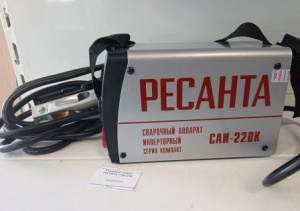 РЕСАНТА
СВАРОЧНЫЙ АППАРАТ
ИНВЕРТОРНЫЙ
СЕРИЯ КОМПАКТ
САИ-220К